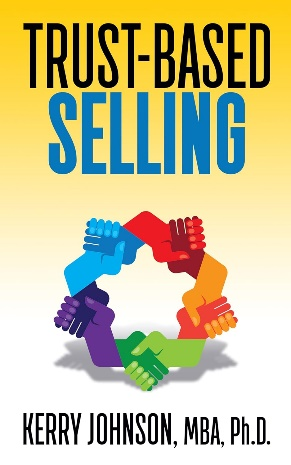 TRUST-BASED
SELLING
KERRY JOHNSON, MBA, Ph.D.